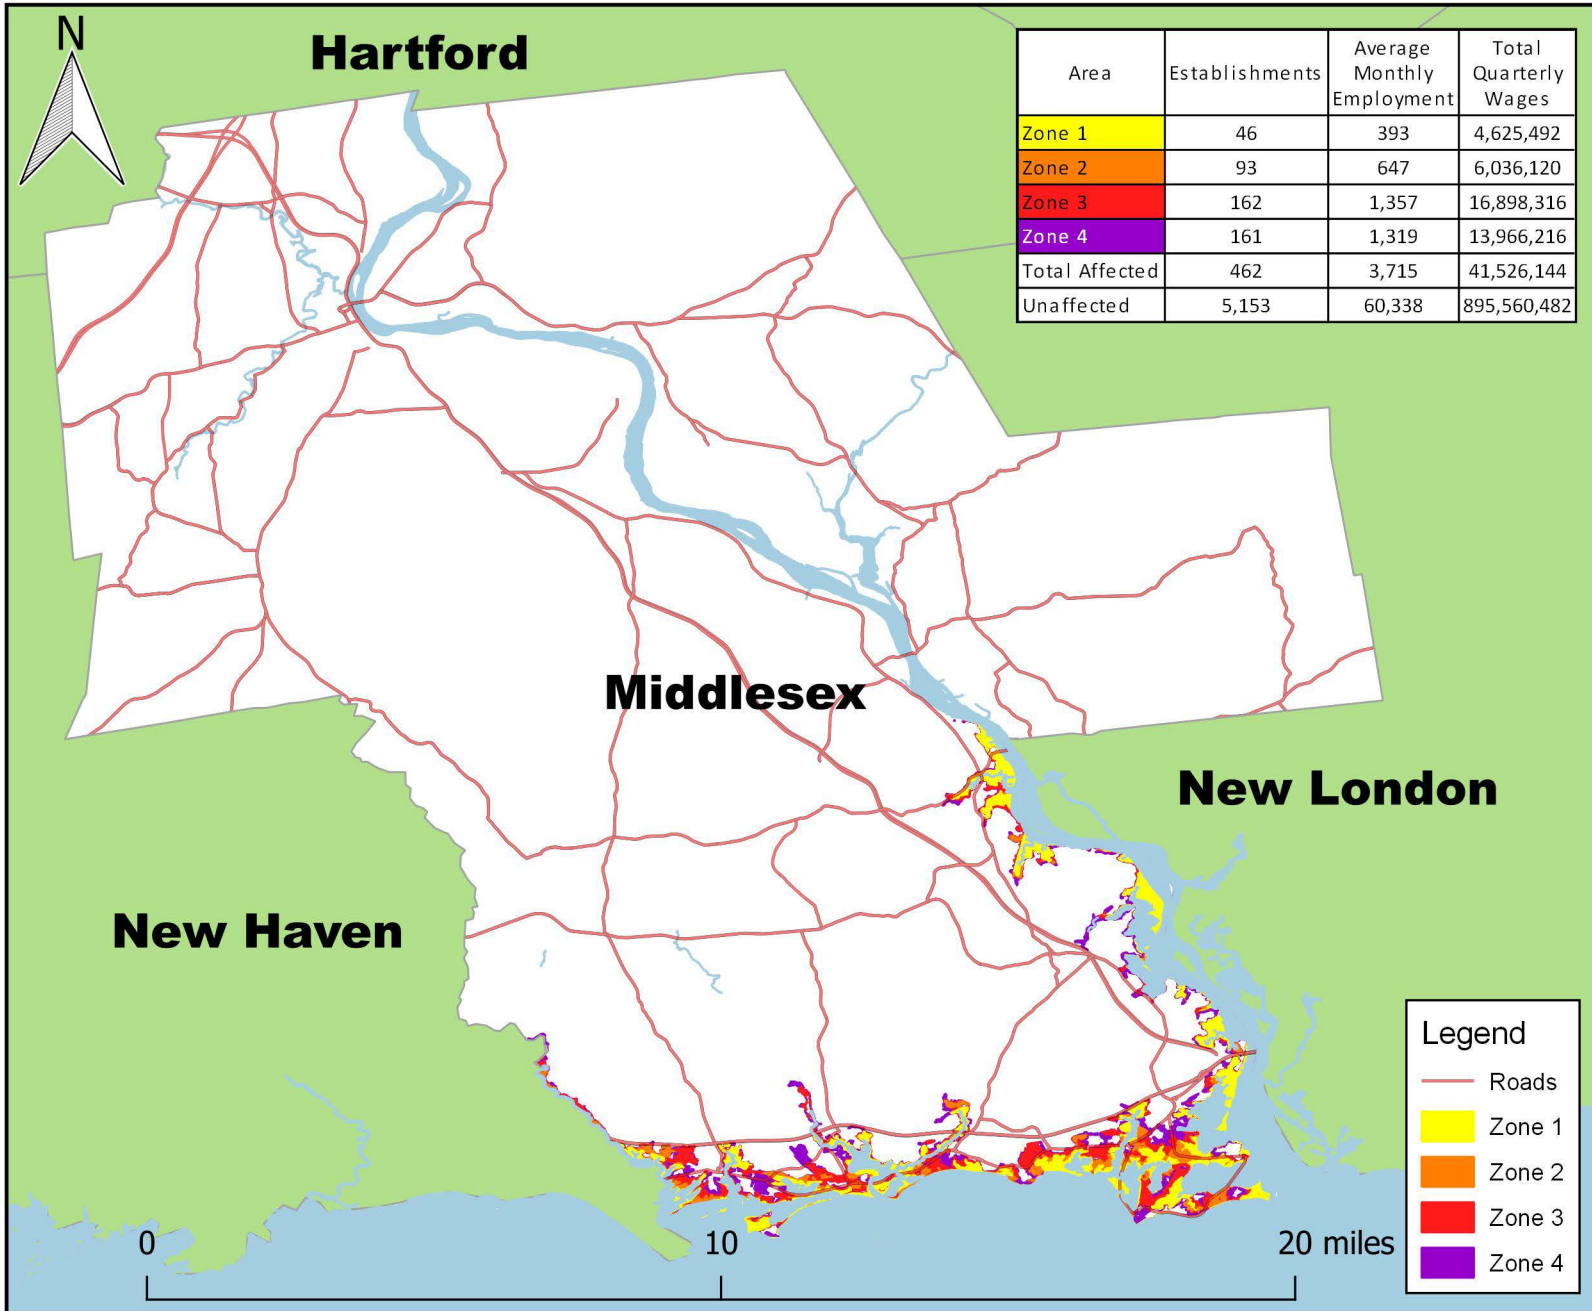 N
Hartford
Area Establishments Average Monthly Employment Total Quarterly Wages
Zone 1 46 393 4,625,492
Zone 2 93 647 6,036,120
Zone 3 162 1,357 16,898,316
Zone 4 161 1,319 13,966,216
Total Affected 462 3,715 41,526,144
Unaffected 5,153 60,338 895,560,482
Middlesex
New London
New Haven
Legend
Roads
Zone 1
Zone 2
Zone 3
Zone 4
0 10 20 miles